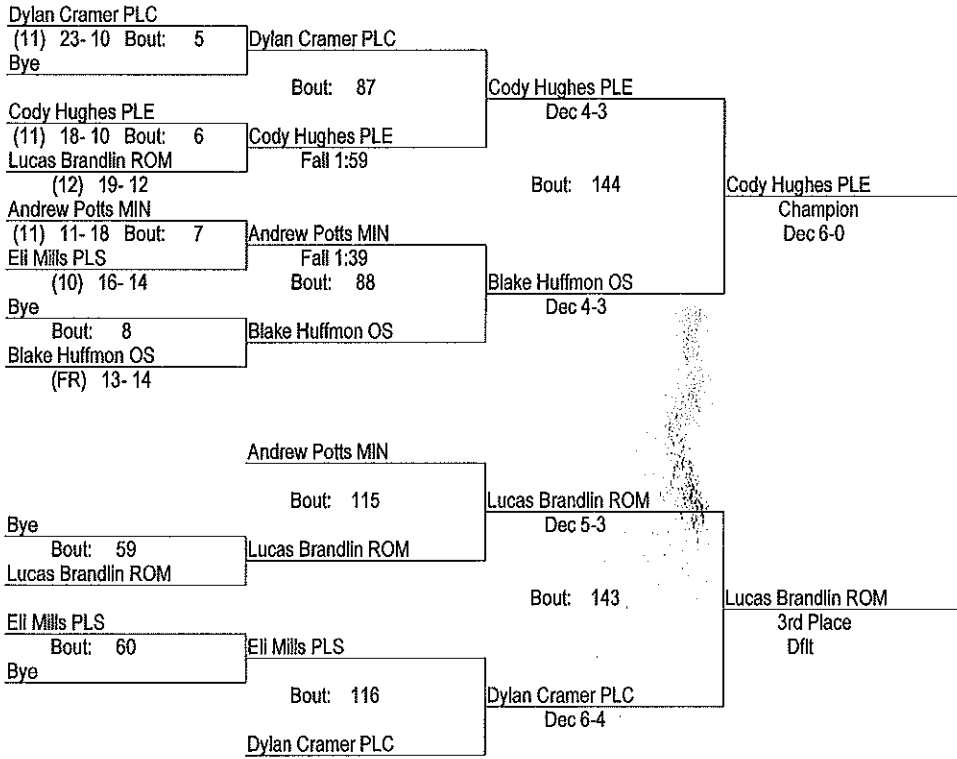 Dylan Cramer PLC
(11) 23- 10 Bout: 5
Dylan Cramer PLC
Bye
Bout: 87
Cody Hughes PLE
Dec 4-3
Cody Hughes PLE
(11) 18- 10 Bout: 6
Cody Hughes PLE
Lucas Brandlin ROM
Fall 1:59
(12) 19- 12
Bout: 144
Cody Hughes PLE
Champion
Dec 6-0
Andrew Potts MIN
(11) 11- 18 Bout: 7
Andrew Potts MIN
Eli Mills PLS
Fall 1:39
(10) 16- 14
Bout: 88
Blake Huffmon OS
Dec 4-3
Bye
Bout: 8
Blake Huffmon OS
Blake Huffmon OS
(FR) 13- 14
Andrew Potts MIN
Bout: 115
Lucas Brandlin ROM
Dec 5-3
Bye
Bout: 59
Lucas Brandlin ROM
Lucas Brandlin ROM
Bout: 143
Lucas Brandlin ROM
3rd Place
Dflt
Eli Mills PLS
Bout: 60
Eli Mills PLS
Bye
Bout: 116
Dylan Cramer PLC
Dec 6-4
Dylan Cramer PLC